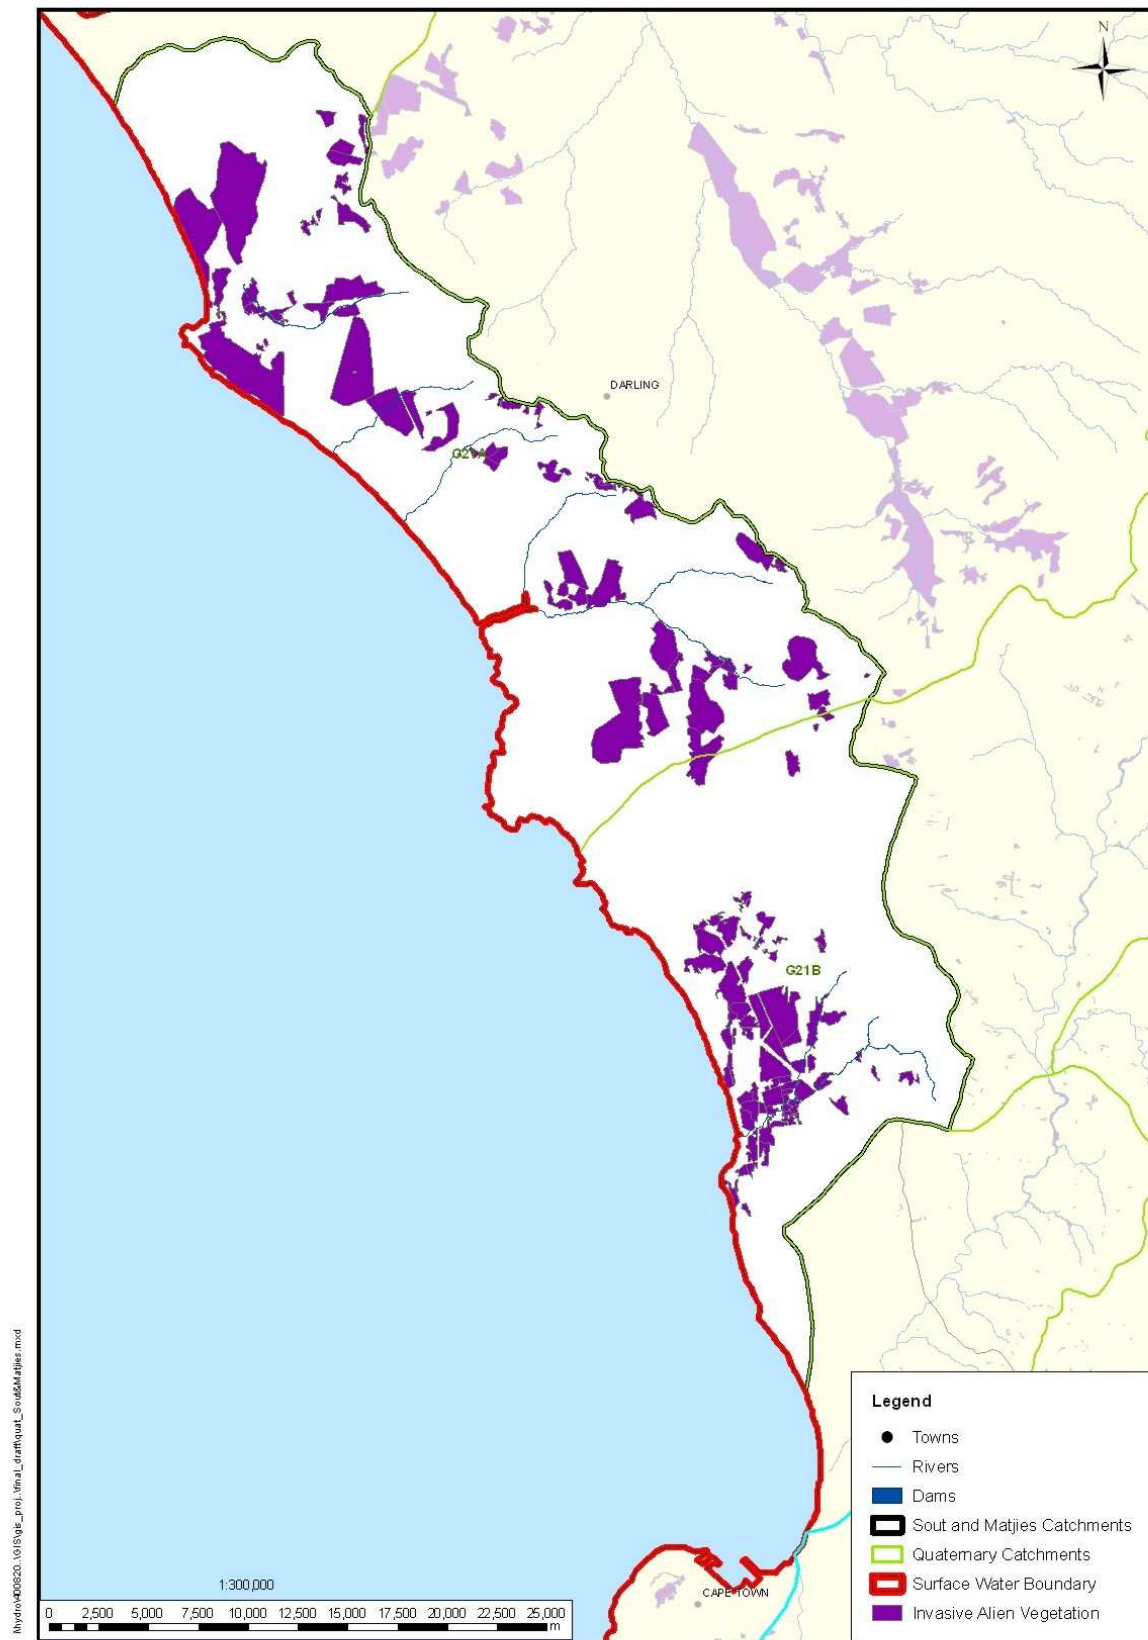 N
DARLING
G21A
G21B
Legend
Towns
Rivers
Dams
Sout and Matjies Catchments
Quaternary Catchments
Surface Water Boundary
Invasive Alien Vegetation
CAPE TOWN
1:300,000
0 2,500 5,000 7,500 10,000 12,500 15,000 17,500 20,000 22,500 25,000
m